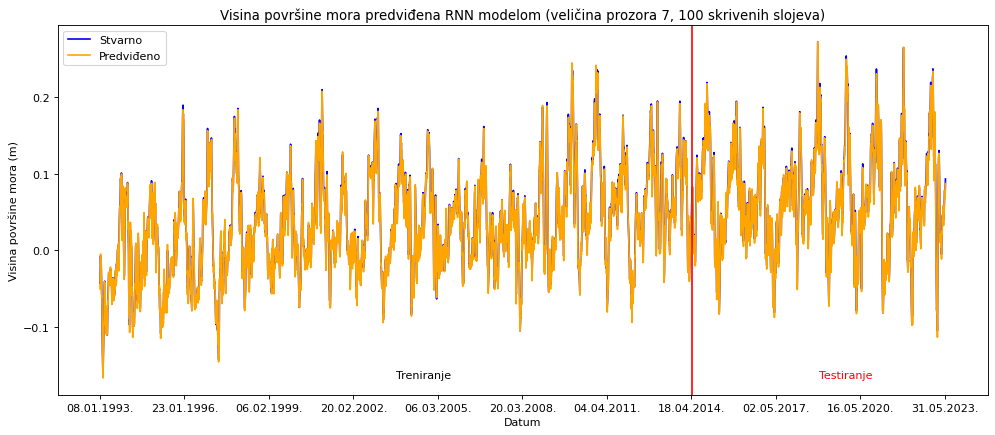 Visina površine mora predviđena RNN modelom (veličina prozora 7, 100 skrivenih slojeva)
Stvarno
Predviđeno
Visina površine mora (m)
0.2
0.1
0.0
−0.1
Treniranje
Testiranje
08.01.1993.
23.01.1996.
06.02.1999.
20.02.2002.
06.03.2005.
20.03.2008.
04.04.2011.
18.04.2014.
02.05.2017.
16.05.2020.
31.05.2023.
Datum